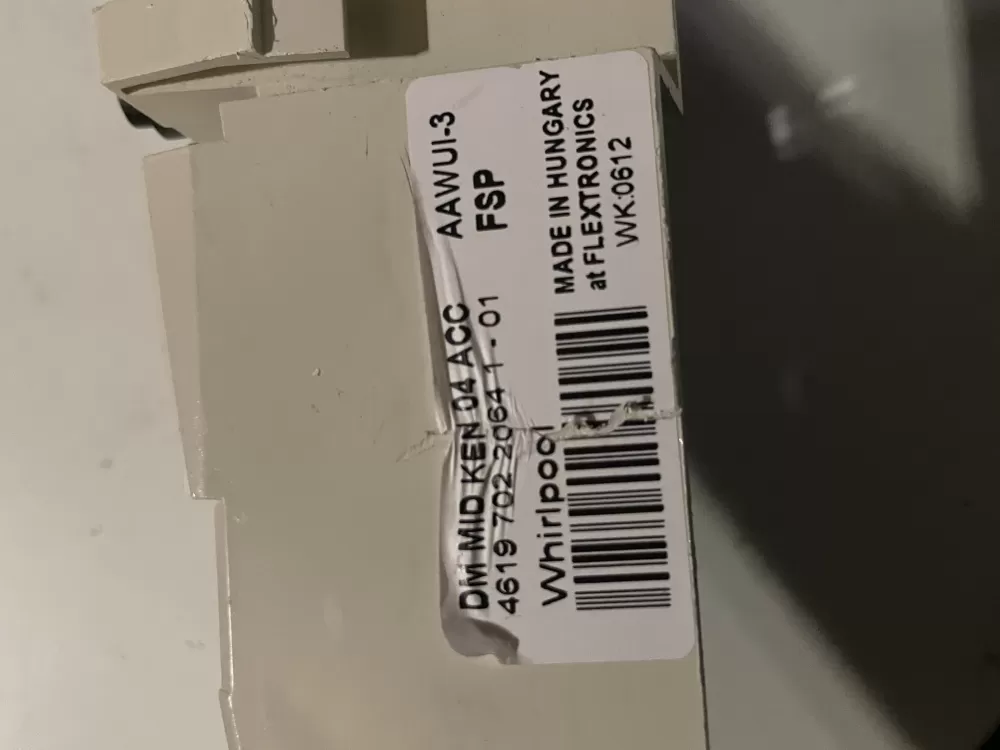 DM MID KEN 04 ACC AAWUI-3
4619 702 2064 1 - 01 FSP
Whirlpool
MADE IN HUNGARY
at FLEXTRONICS
WK:0612